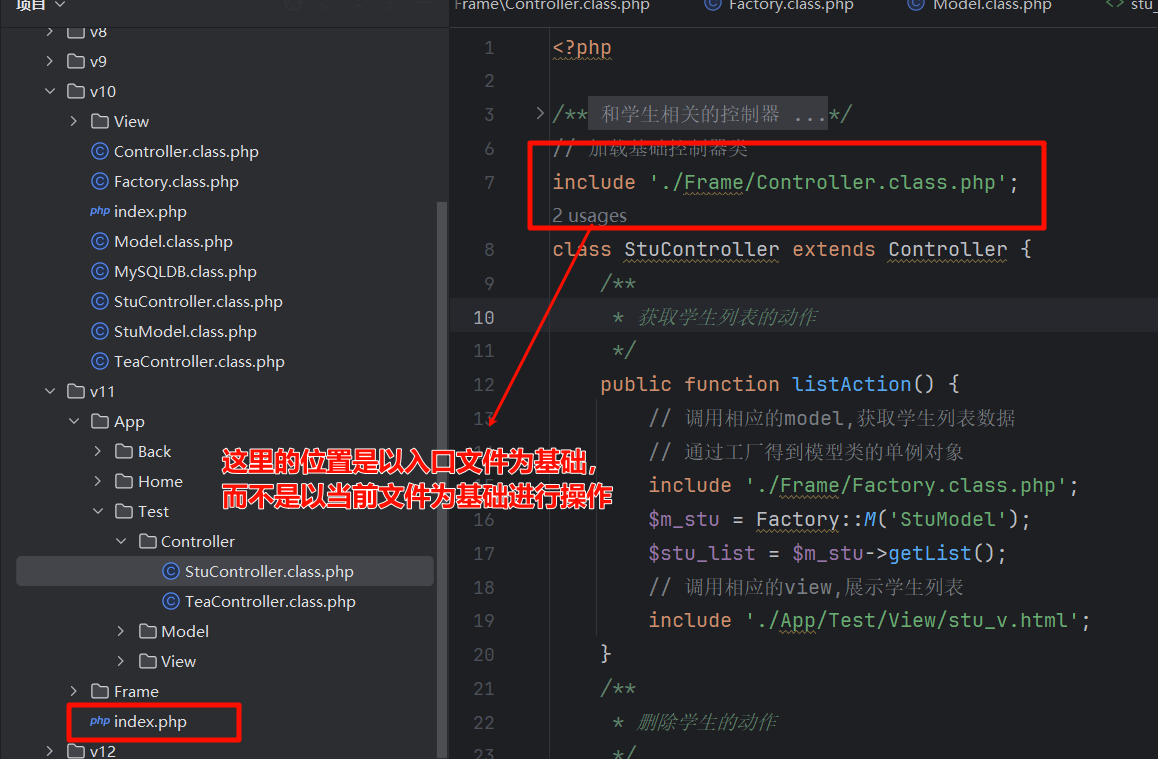 项目
v8
v9
v10
View
Controller.class.php
Factory.class.php
php index.php
Model.class.php
MySQLDB.class.php
StuController.class.php
StuModel.class.php
TeaController.class.php
v11
App
Back
Home
Test
Controller
StuController.class.php
TeaController.class.php
Model
View
Frame
php index.php
v12
Frame\Controller.class.php
Factory.class.php
Model.class.php
stu_
1 <?php
2
3 /** 和学生相关的控制器 ...*/
6 // 加载基础控制器类
7 include './Frame/Controller.class.php';
2 usages
8 class StuController extends Controller {
9 /**
10 * 获取学生列表的动作
11 */
12 public function listAction() {
13 // 调用相应的model,获取学生列表数据
// 通过工厂得到模型类的单例对象
include './Frame/Factory.class.php';
16 $m_stu = Factory::M('StuModel');
17 $stu_list = $m_stu->getList();
18 // 调用相应的view,展示学生列表
19 include './App/Test/View/stu_v.html';
20 }
21 /**
22 * 删除学生的动作
23 */
这里的位置是以入口文件为基础,
而不是以当前文件为基础进行操作